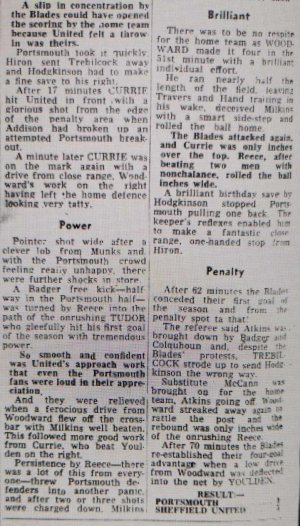 A slip in concentration by
the Blades could have opened
the scoring by the home team
because United felt a throw-
in was theirs.
Portsmouth took it quickly.
Hiron sent Trebilcock away
and Hodgkinson had to make
a fine save to his right.
After 17 minutes CURRIE
hit United in front with a
glorious shot from the edge
of the penalty area when
Addison had broken up an
attempted Portsmouth break-
out.
A minute later CURRIE was
on the mark again with a
drive from close range, Wood-
ward's work on the right
having left the home defence
looking very tatty.
Power
Pointer shot wide after a
clever lob from Munks and
with the Portsmouth crowd
feeling really unhappy, there
were further shocks in store.
A Badger free kick—half-
way in the Portsmouth half—
was turned by Reece into the
path of the onrushing TUDOR
who gleefully hit his first goal
of the season with tremendous
power.
So smooth and confident
was United's approach work
that even the Portsmouth
fans were loud in their appre-
ciation.
And they were relieved
when a ferocious drive from
Woodward flew off the cross-
bar with Milkins well beaten.
This followed more good work
from Currie, who beat Youl-
den on the right.
Persistence by Reece—there
was a lot of this from every-
one—threw Portsmouth de-
fenders into another panic,
and after two or three shots
were charged down, Milkins
Brilliant
There was to be no respite
for the home team as WOOD-
WARD made it four in the
51st minute with a brilliant
individual effort.
He ran nearly half the
length of the field, leaving
Travers and Hand trailing in
his wake, deceived Milkins
with a smart side-step and
rolled the ball home.
The Blades attacked again,
and Currie was only inches
over the top. Reece, after
beating two men with
nonchalance, rolled the ball
inches wide.
A brilliant birthday save by
Hodgkinson stopped Ports-
mouth pulling one back. The
keeper's reflexes enabled him
to make a fantastic close
range, one-handed stop from
Hiron.
Penalty
After 62 minutes the Blades
conceded their first goal of
the season and from the
penalty spot at that.
The referee said Atkins was
brought down by Badger and
Colquhoun and, despite the
Blades' protests, TREBIL-
COCK strode up to send Hodg-
kinson the wrong way.
Substitute McCann was
brought on for the home
team, Atkins going off. Wood-
ward streaked away again to
rattle the post and the
rebound was only inches wide
of the onrushing Reece.
After 70 minutes the Blades
re-established their four-goal
advantage when a low drive
from Woodward was deflected
into the net by YOULDEN.
RESULT:—
PORTSMOUTH
SHEFFIELD UNITED